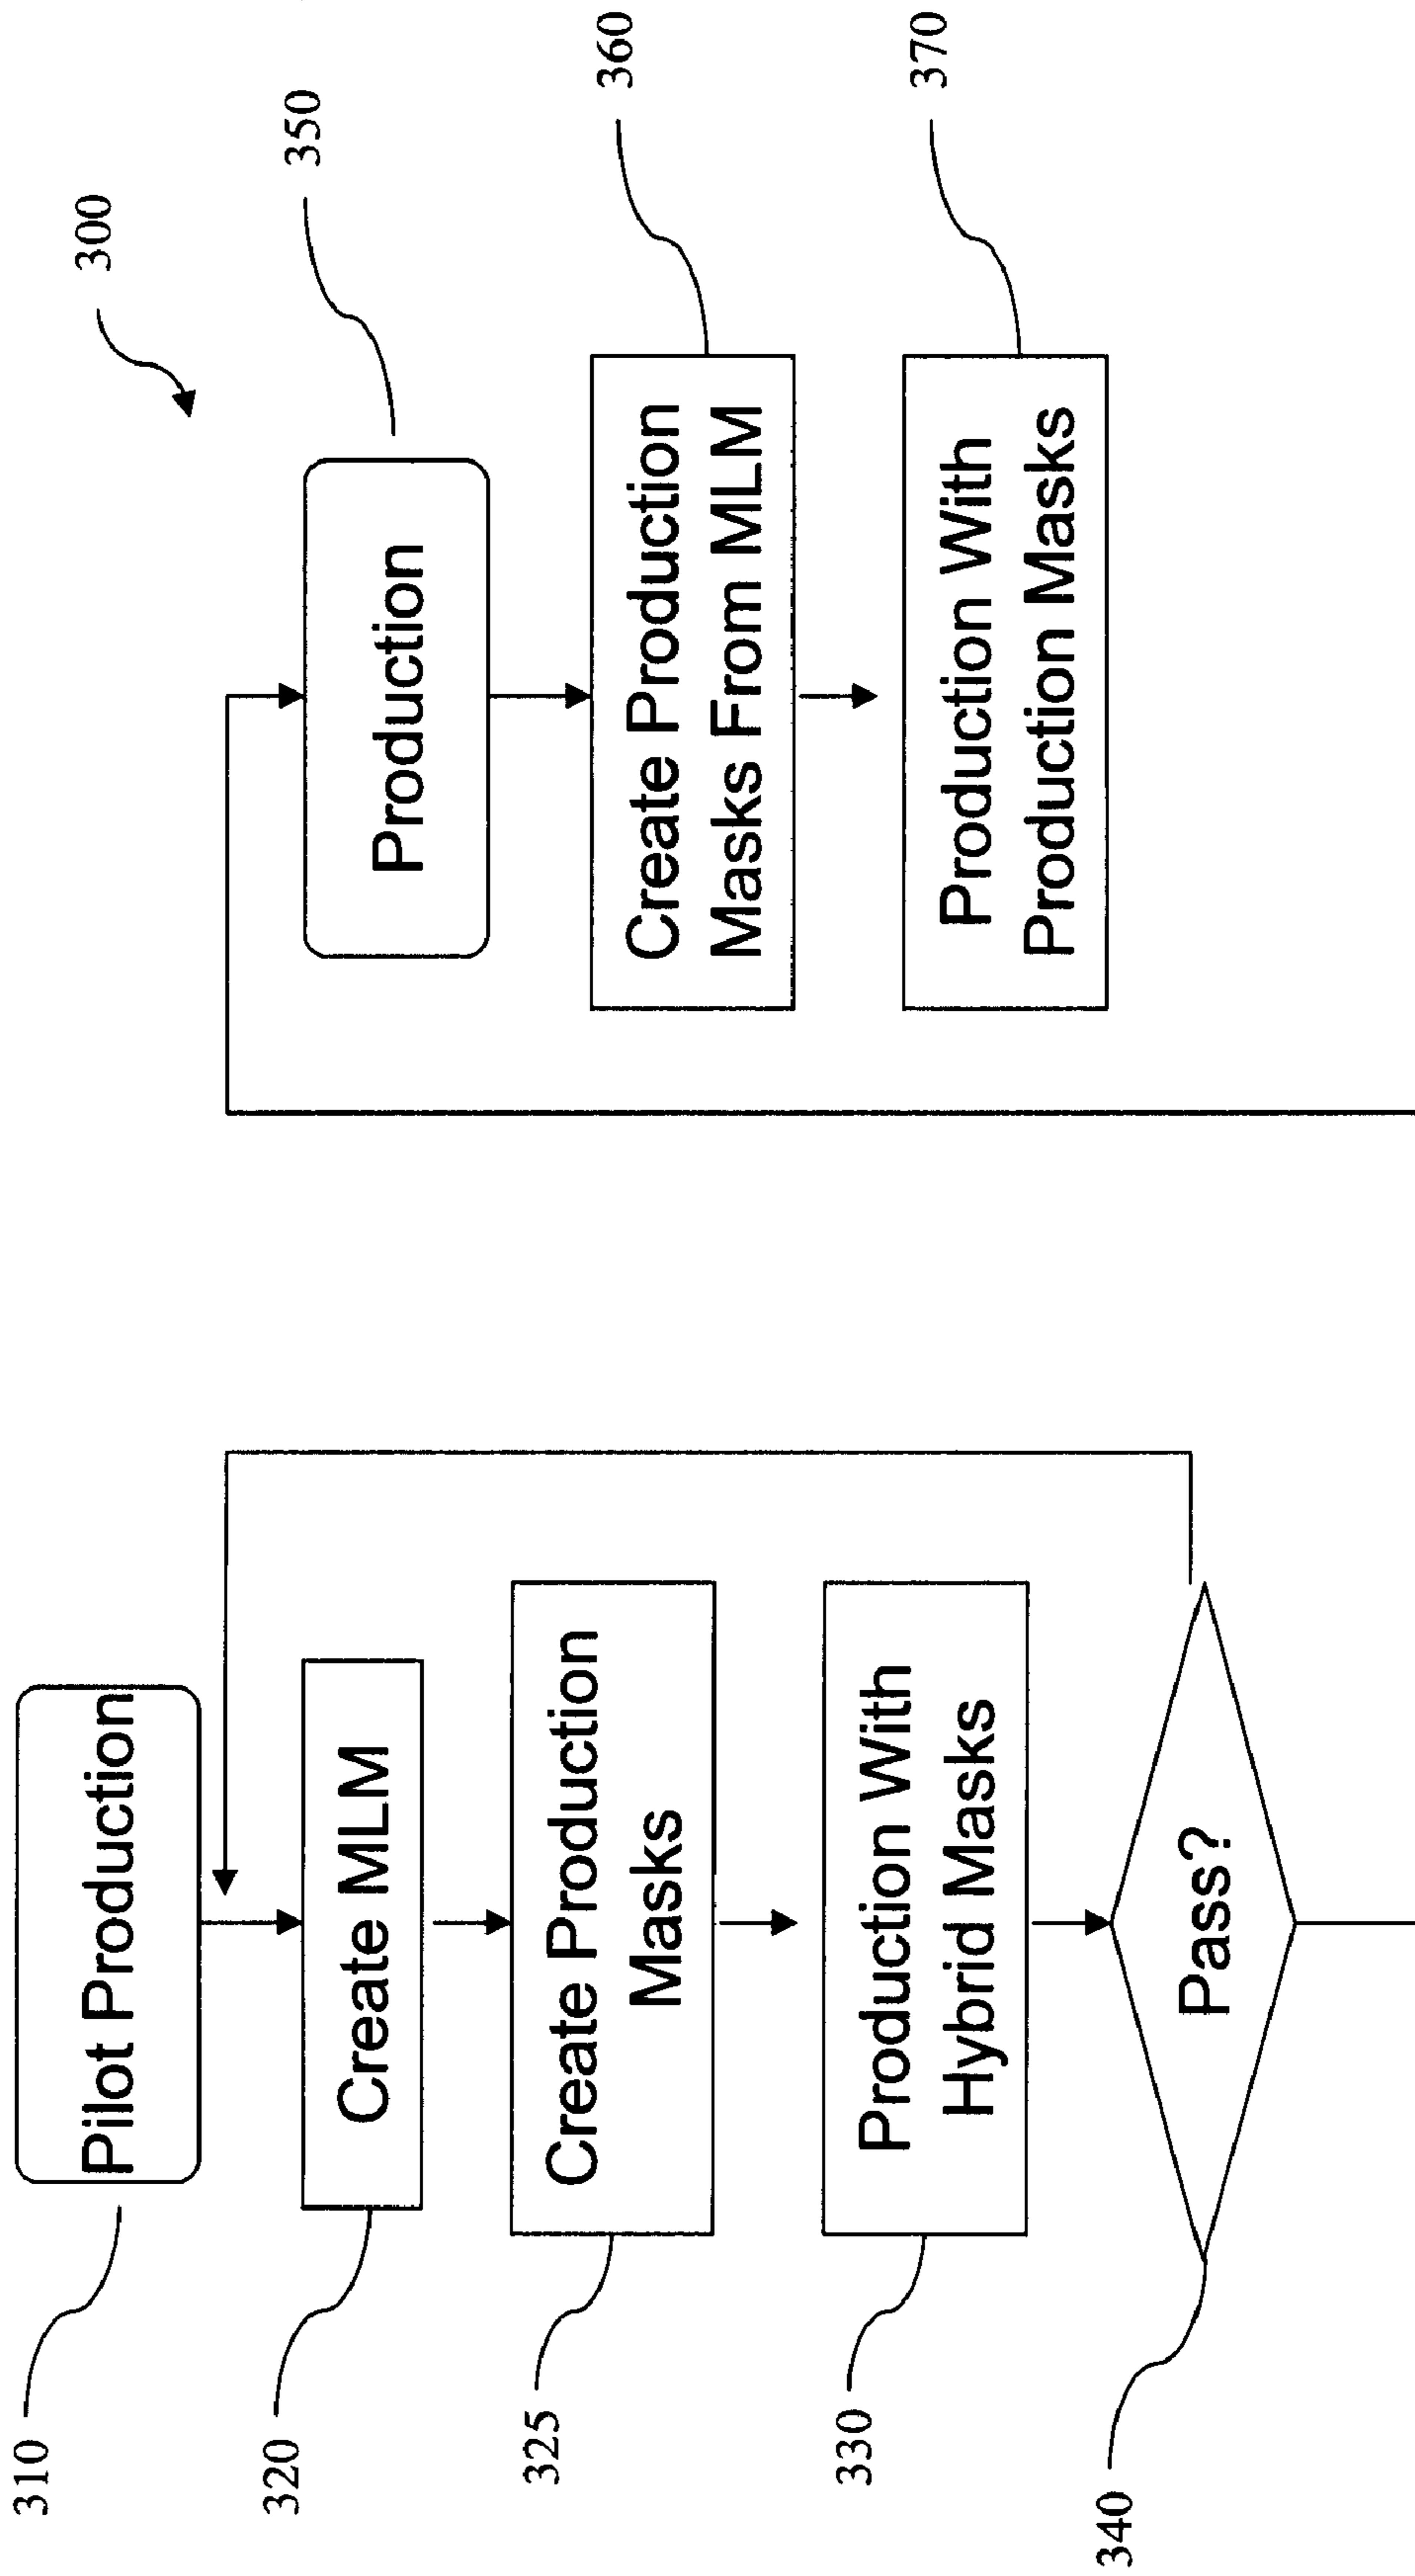 300
310
Pilot Production
320
Create MLM
325
Create Production
Masks
330
Production With
Hybrid Masks
340
Pass?
350
Production
360
Create Production
Masks From MLM
370
Production With
Production Masks